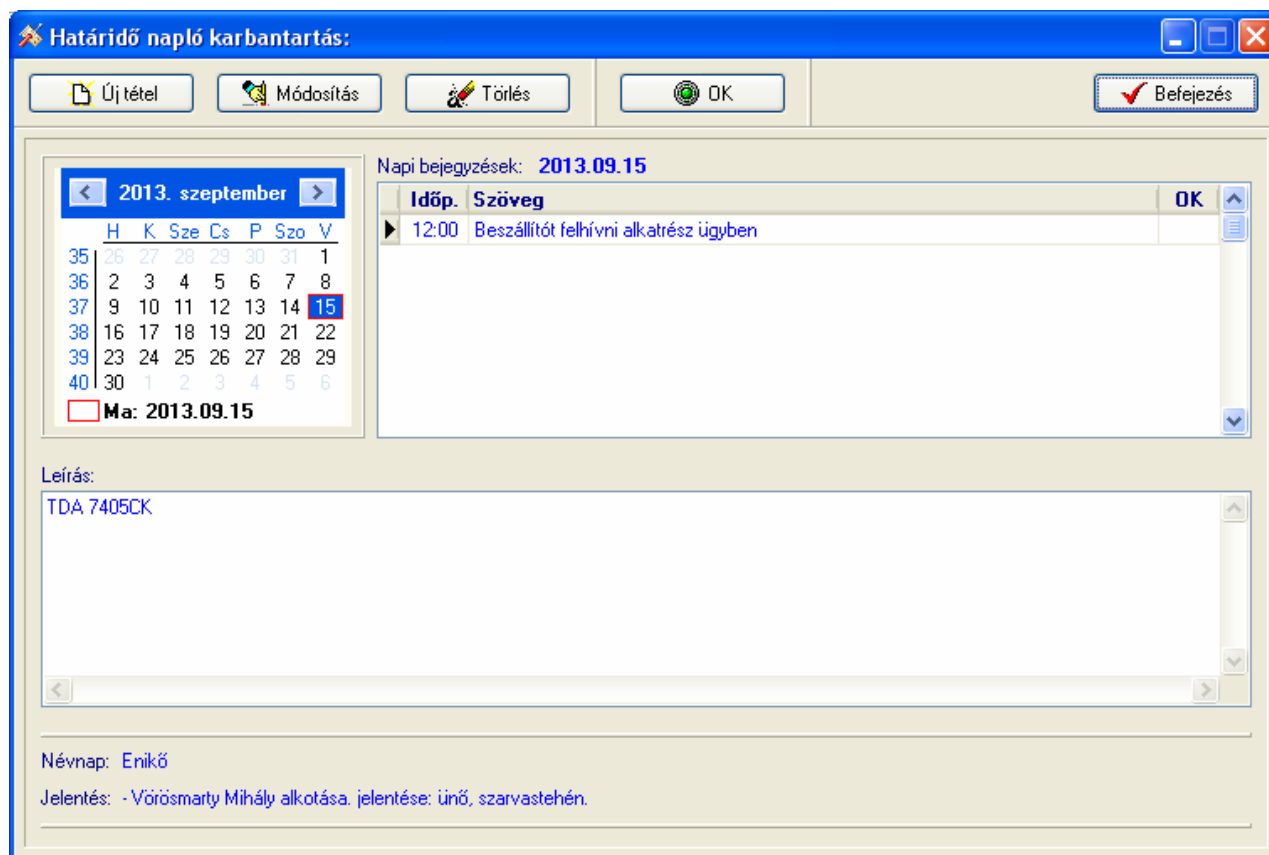 Határidő napló karbantartás:
Új tétel Módosítás Törlés OK Befejezés
2013. szeptember
H K Sze Cs P Szo V
35 26 27 28 29 30 31 1
36 2 3 4 5 6 7 8
37 9 10 11 12 13 14 15
38 16 17 18 19 20 21 22
39 23 24 25 26 27 28 29
40 30 1 2 3 4 5 6
Ma: 2013.09.15
Napi bejegyzések: 2013.09.15
Időp. Szöveg OK
12:00 Beszállítót felhívni alkatrész ügyben
Leírás:
TDA 7405CK
Névnap: Enikő
Jelentés: - Vörösmarty Mihály alkotása. jelentése: ünő, szarvastehén.